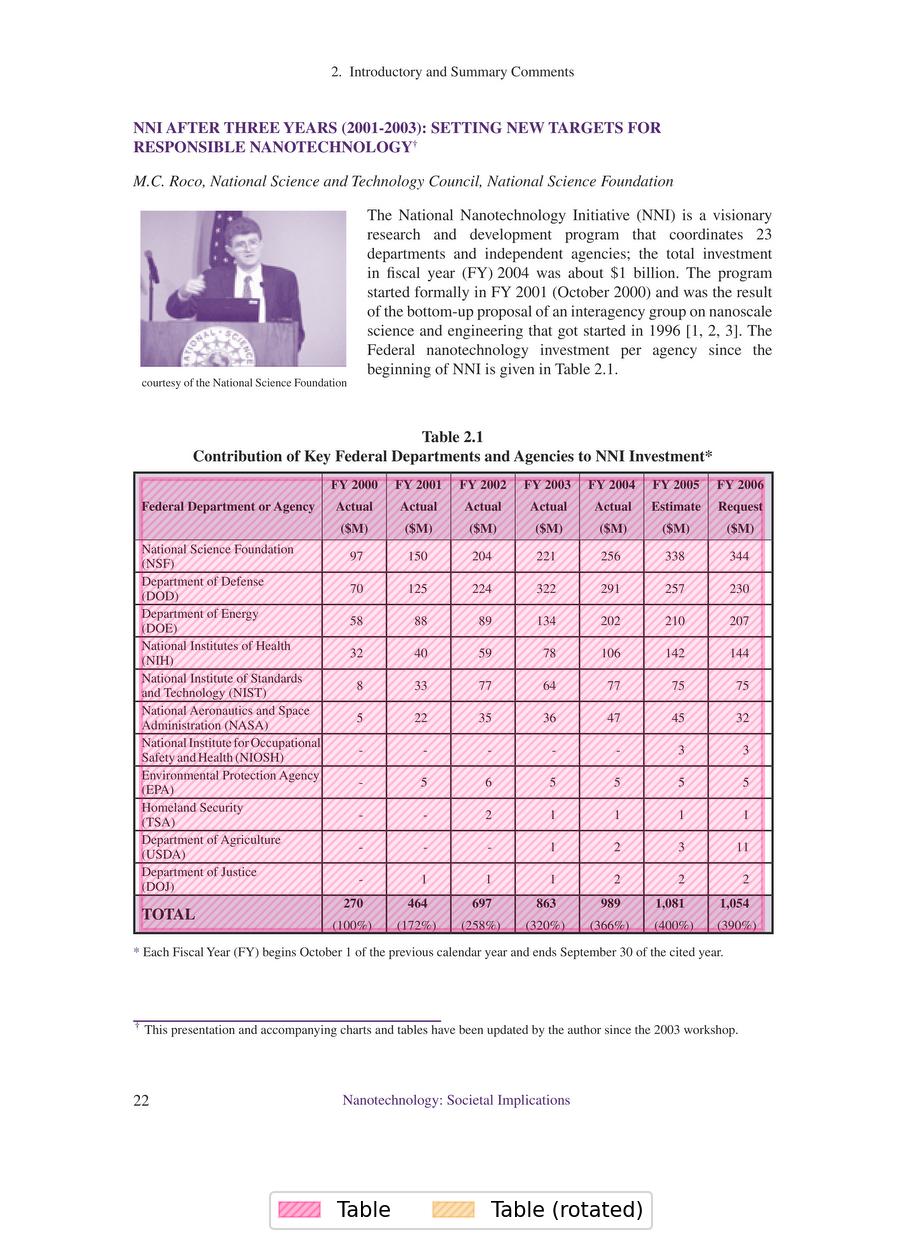 2. Introductory and Summary Comments
NNI AFTER THREE YEARS (2001-2003): SETTING NEW TARGETS FOR
RESPONSIBLE NANOTECHNOLOGY†
M.C. Roco, National Science and Technology Council, National Science Foundation
NATIONAL SCIENCE
courtesy of the National Science Foundation
The National Nanotechnology Initiative (NNI) is a visionary
research and development program that coordinates 23
departments and independent agencies; the total investment
in fiscal year (FY) 2004 was about $1 billion. The program
started formally in FY 2001 (October 2000) and was the result
of the bottom-up proposal of an interagency group on nanoscale
science and engineering that got started in 1996 [1, 2, 3]. The
Federal nanotechnology investment per agency since the
beginning of NNI is given in Table 2.1.
Table 2.1
Contribution of Key Federal Departments and Agencies to NNI Investment*
FY 2000 FY 2001 FY 2002 FY 2003 FY 2004 FY 2005 FY 2006
Federal Department or Agency Actual Actual Actual Actual Actual Estimate Request
($M) ($M) ($M) ($M) ($M) ($M) ($M)
National Science Foundation
(NSF) 97 150 204 221 256 338 344
Department of Defense
(DOD) 70 125 224 322 291 257 230
Department of Energy
(DOE) 58 88 89 134 202 210 207
National Institutes of Health
(NIH) 32 40 59 78 106 142 144
National Institute of Standards
and Technology (NIST) 8 33 77 64 77 75 75
National Aeronautics and Space
Administration (NASA) 5 22 35 36 47 45 32
National Institute for Occupational
Safety and Health (NIOSH) - - - - - 3 3
Environmental Protection Agency
(EPA) - 5 6 5 5 5 5
Homeland Security
(TSA) - - 2 1 1 1 1
Department of Agriculture
(USDA) - - - 1 2 3 11
Department of Justice
(DOJ) - 1 1 1 2 2 2
TOTAL 270 464 697 863 989 1,081 1,054
(100%) (172%) (258%) (320%) (366%) (400%) (390%)
* Each Fiscal Year (FY) begins October 1 of the previous calendar year and ends September 30 of the cited year.
† This presentation and accompanying charts and tables have been updated by the author since the 2003 workshop.
22 Nanotechnology: Societal Implications
Table Table (rotated)